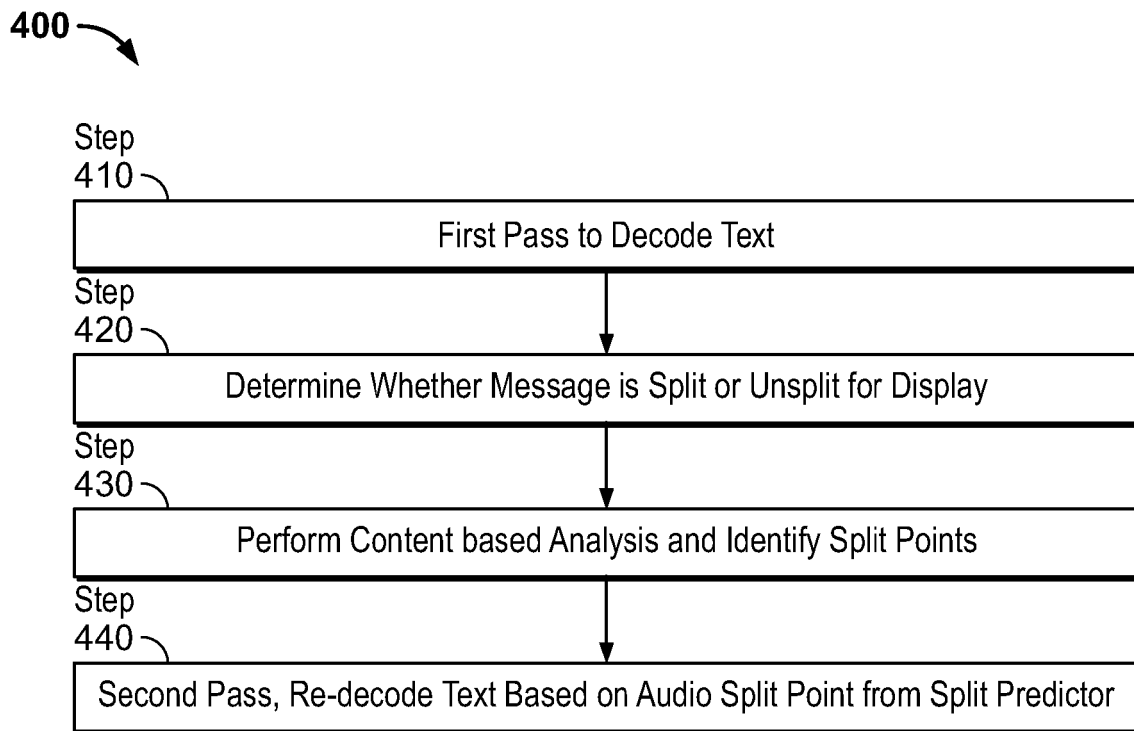 400
Step
410
First Pass to Decode Text
Step
420
Determine Whether Message is Split or Unsplit for Display
Step
430
Perform Content based Analysis and Identify Split Points
Step
440
Second Pass, Re-decode Text Based on Audio Split Point from Split Predictor